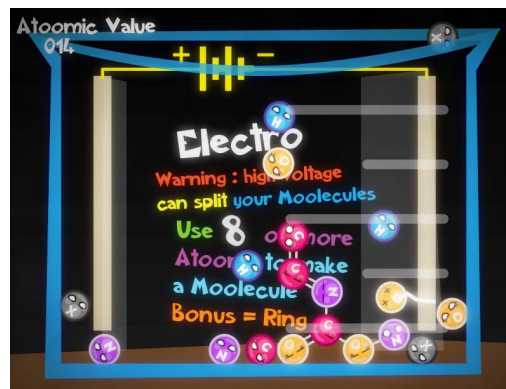 Atoomic Value
014
+ −
Electro
Warning : high voltage
can split your Moolecules
Use 8 or more
Atooms to make
a Moolecule
Bonus = Ring
X
H
O
H
C
H
C
N
O
O
X
N
N
C
O
C
O
N
X